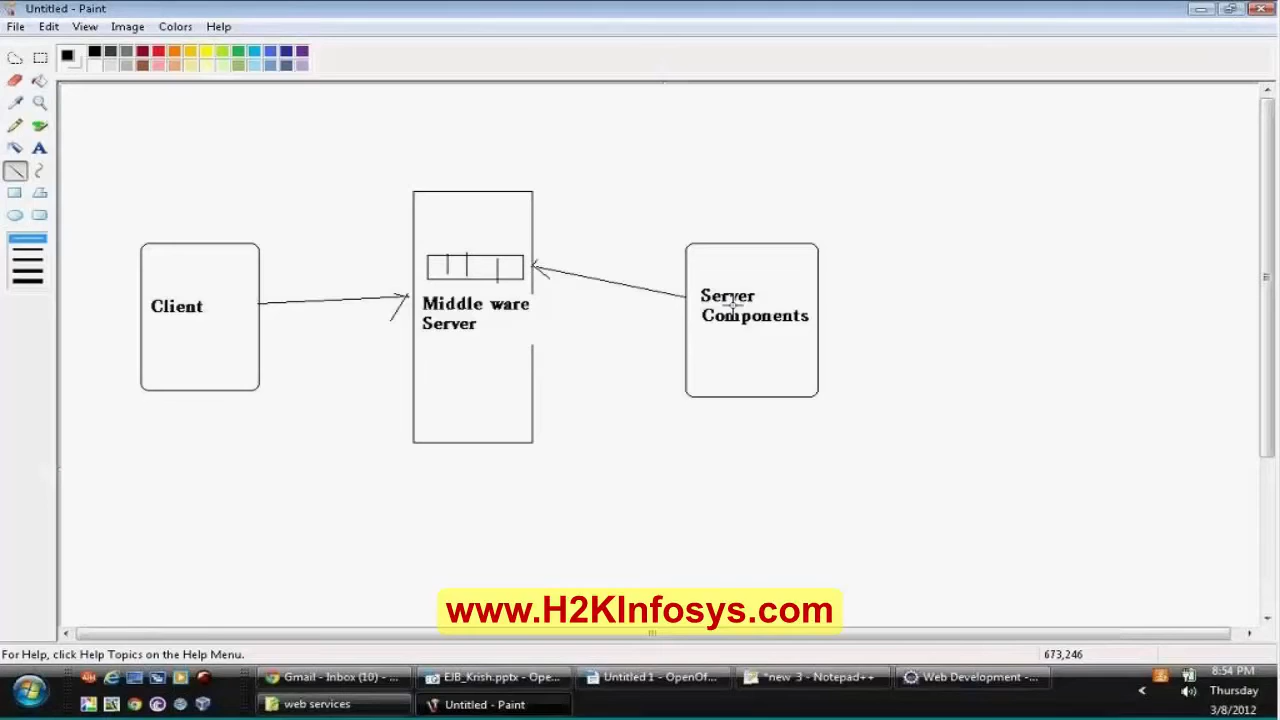 Untitled - Paint
File Edit View Image Colors Help
Client
Middle ware
Server
Server
Components
www.H2KInfosys.com
For Help, click Help Topics on the Help Menu.
673,246
Gmail - Inbox (10) - ...
EJB_Krish.pptx - Ope...
Untitled 1 - OpenOf...
*new 3 - Notepad++
Web Development -...
web services
Untitled - Paint
8:54 PM
Thursday
3/8/2012